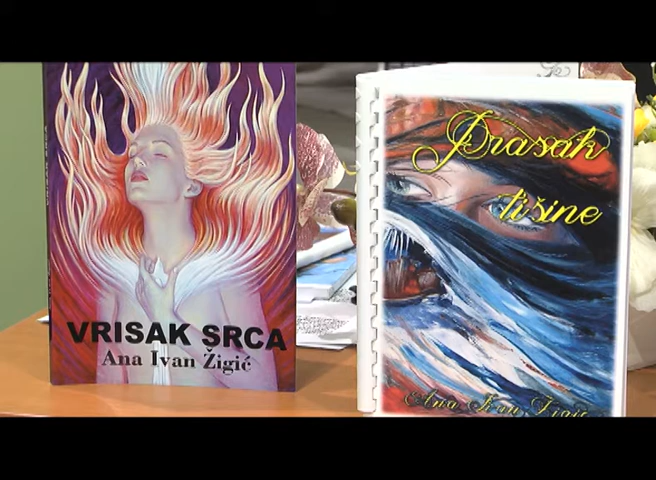 VRISAK SRCA
Ana Ivan Žigić
Prasak
tišine
Ana Ivan Žigić